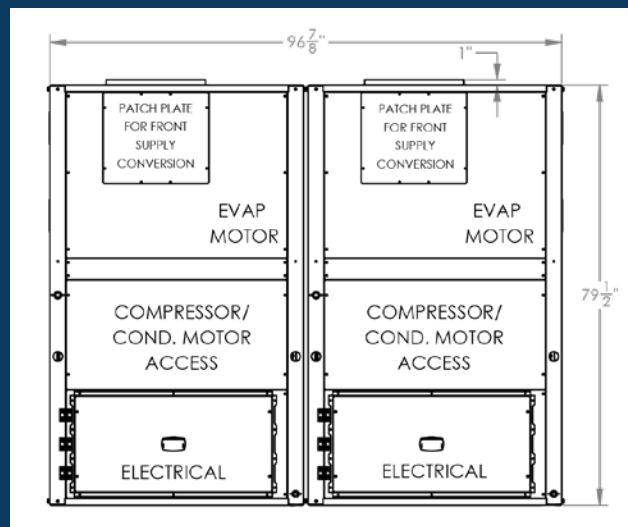 96 7/8"
1"
PATCH PLATE
FOR FRONT
SUPPLY
CONVERSION
PATCH PLATE
FOR FRONT
SUPPLY
CONVERSION
EVAP
MOTOR
EVAP
MOTOR
79 1/2"
COMPRESSOR/
COND. MOTOR
ACCESS
COMPRESSOR/
COND. MOTOR
ACCESS
ELECTRICAL
ELECTRICAL